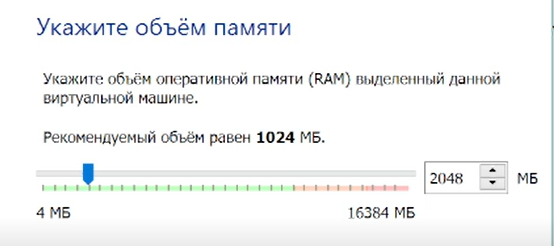 Укажите объём памяти
Укажите объём оперативной памяти (RAM) выделенный данной
виртуальной машине.
Рекомендуемый объём равен 1024 МБ.
2048 МБ
4 МБ 16384 МБ